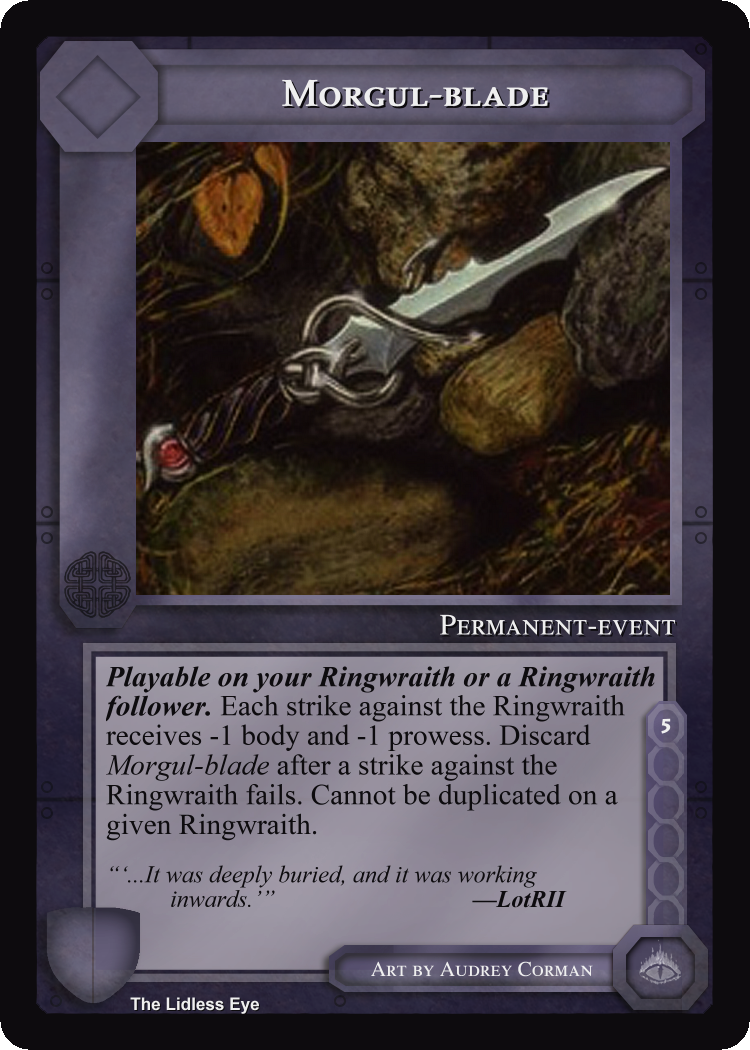 Morgul-blade
Permanent-event
Playable on your Ringwraith or a Ringwraith
follower. Each strike against the Ringwraith
receives -1 body and -1 prowess. Discard
Morgul-blade after a strike against the
Ringwraith fails. Cannot be duplicated on a
given Ringwraith.
5
“‘...It was deeply buried, and it was working
inwards.’” —LotRII
Art by Audrey Corman
The Lidless Eye